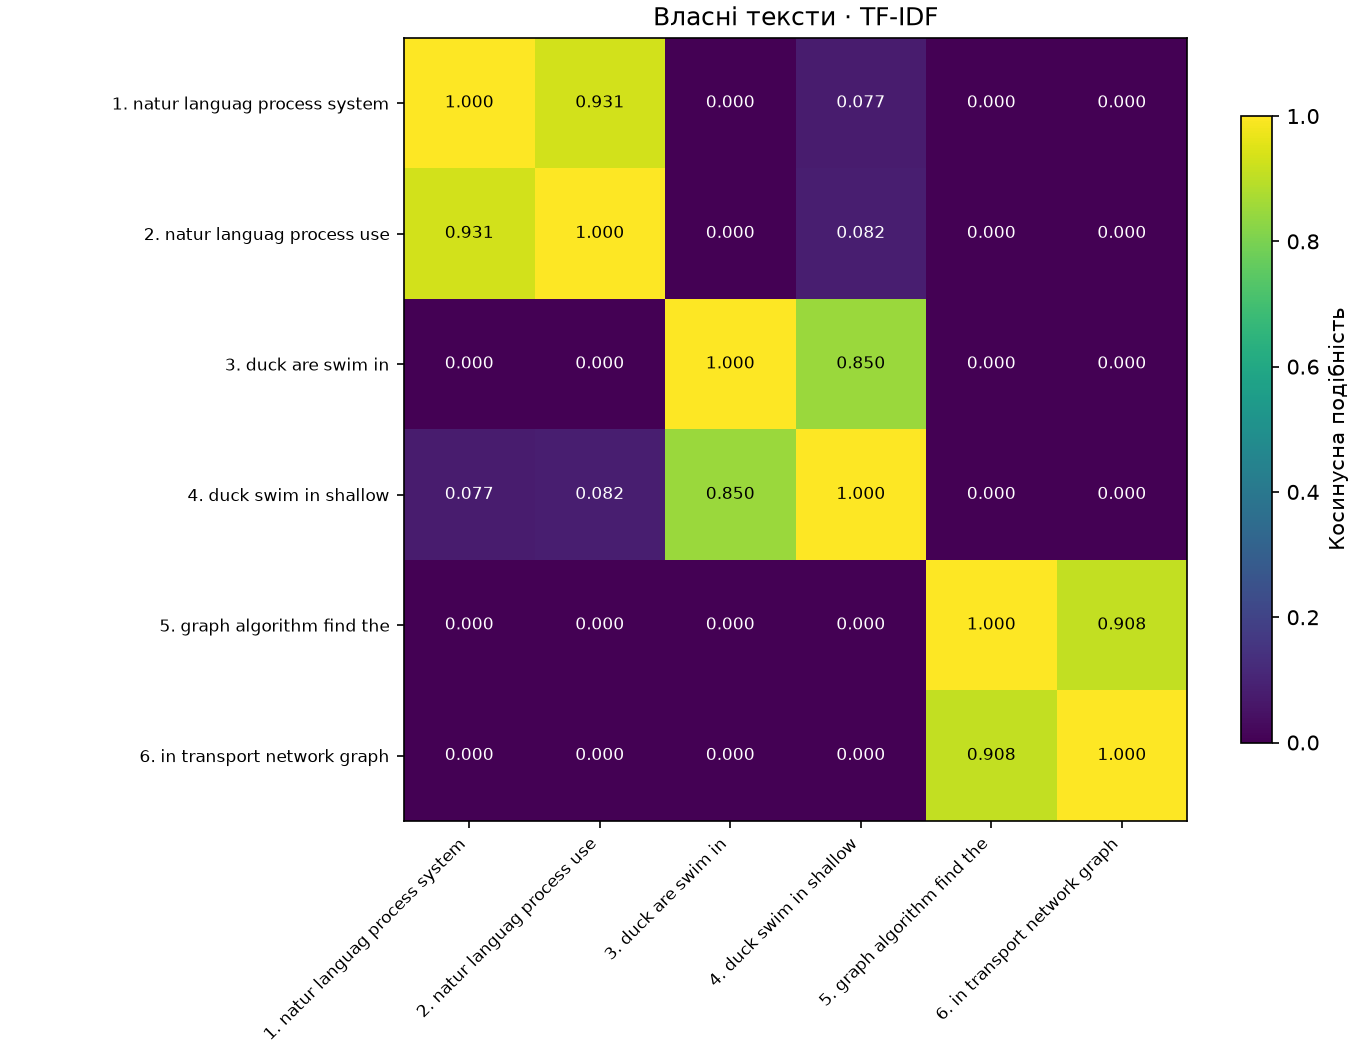 Власні тексти · TF-IDF
1. natur languag process system
1.000 0.931 0.000 0.077 0.000 0.000
2. natur languag process use
0.931 1.000 0.000 0.082 0.000 0.000
3. duck are swim in
0.000 0.000 1.000 0.850 0.000 0.000
4. duck swim in shallow
0.077 0.082 0.850 1.000 0.000 0.000
5. graph algorithm find the
0.000 0.000 0.000 0.000 1.000 0.908
6. in transport network graph
0.000 0.000 0.000 0.000 0.908 1.000
1. natur languag process system
2. natur languag process use
3. duck are swim in
4. duck swim in shallow
5. graph algorithm find the
6. in transport network graph
1.0
0.8
0.6
0.4
0.2
0.0
Косинусна подібність